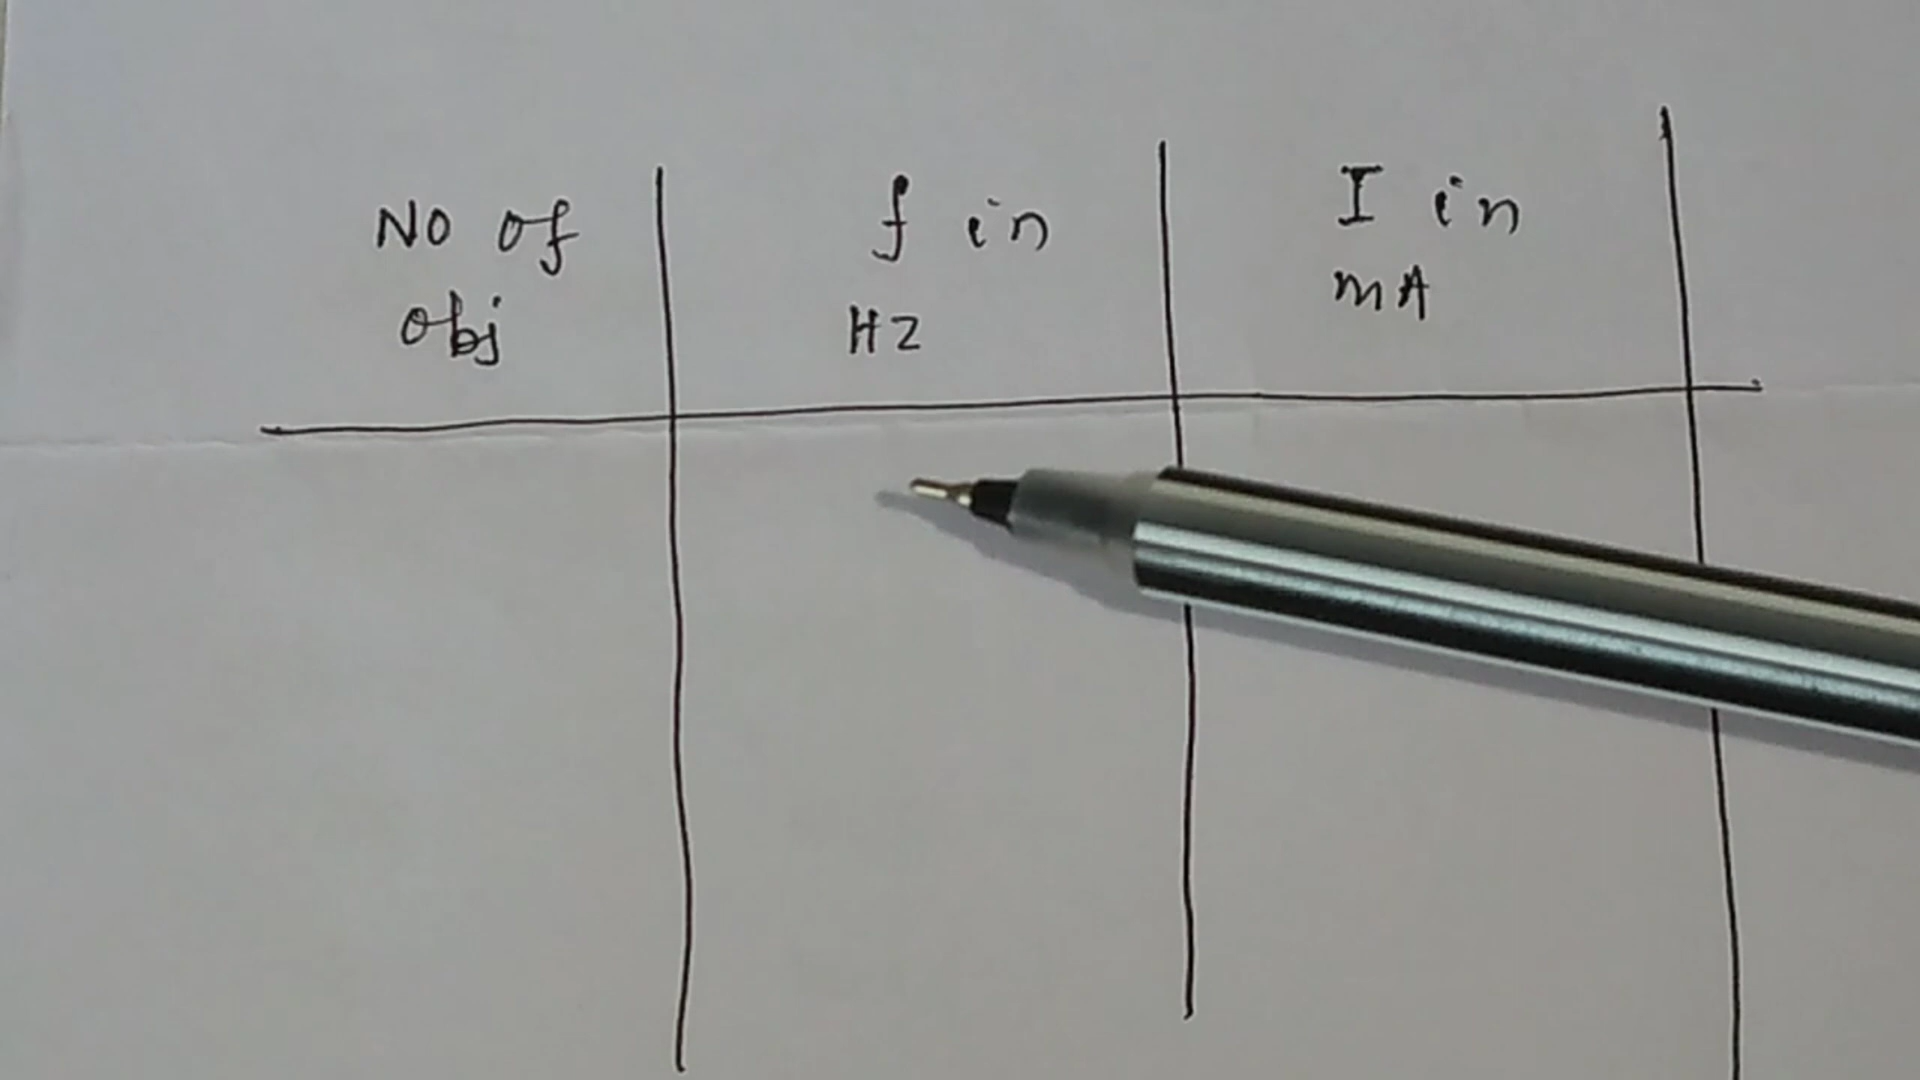 NO of
obj
f in
HZ
I in
mA